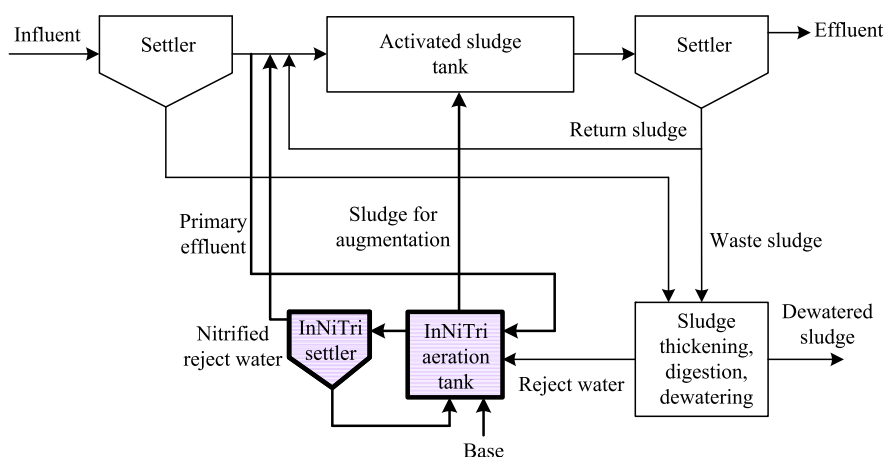 Influent
Settler
Activated sludge
tank
Settler
Effluent
Return sludge
Primary
effluent
Sludge for
augmentation
Waste sludge
Nitrified
reject water
InNiTri
settler
InNiTri
aeration
tank
Reject water
Sludge
thickening,
digestion,
dewatering
Dewatered
sludge
Base